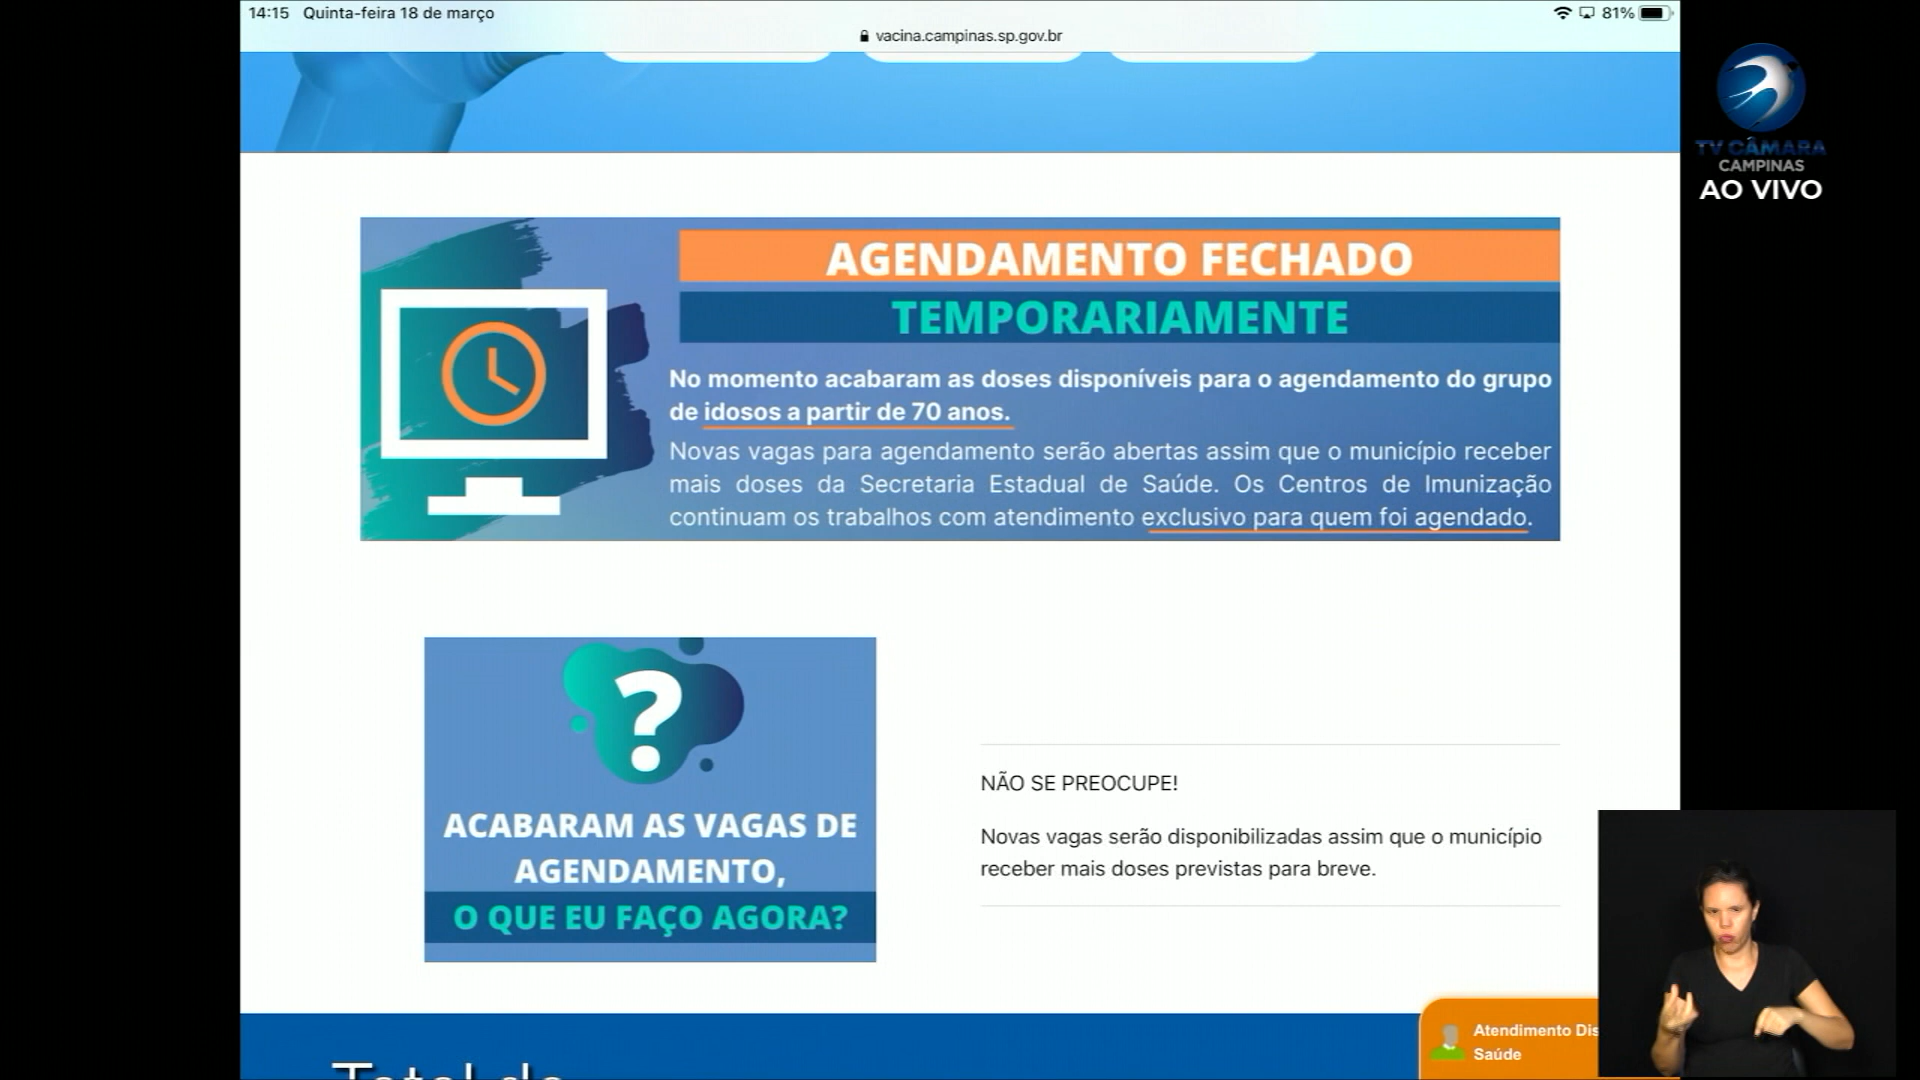 14:15 Quinta-feira 18 de março
81%
vacina.campinas.sp.gov.br
TV CÂMARA
CAMPINAS
AO VIVO
AGENDAMENTO FECHADO
TEMPORARIAMENTE
No momento acabaram as doses disponíveis para o agendamento do grupo
de idosos a partir de 70 anos.
Novas vagas para agendamento serão abertas assim que o município receber
mais doses da Secretaria Estadual de Saúde. Os Centros de Imunização
continuam os trabalhos com atendimento exclusivo para quem foi agendado.
?
ACABARAM AS VAGAS DE
AGENDAMENTO,
O QUE EU FAÇO AGORA?
NÃO SE PREOCUPE!
Novas vagas serão disponibilizadas assim que o município
receber mais doses previstas para breve.
Atendimento
Saúde